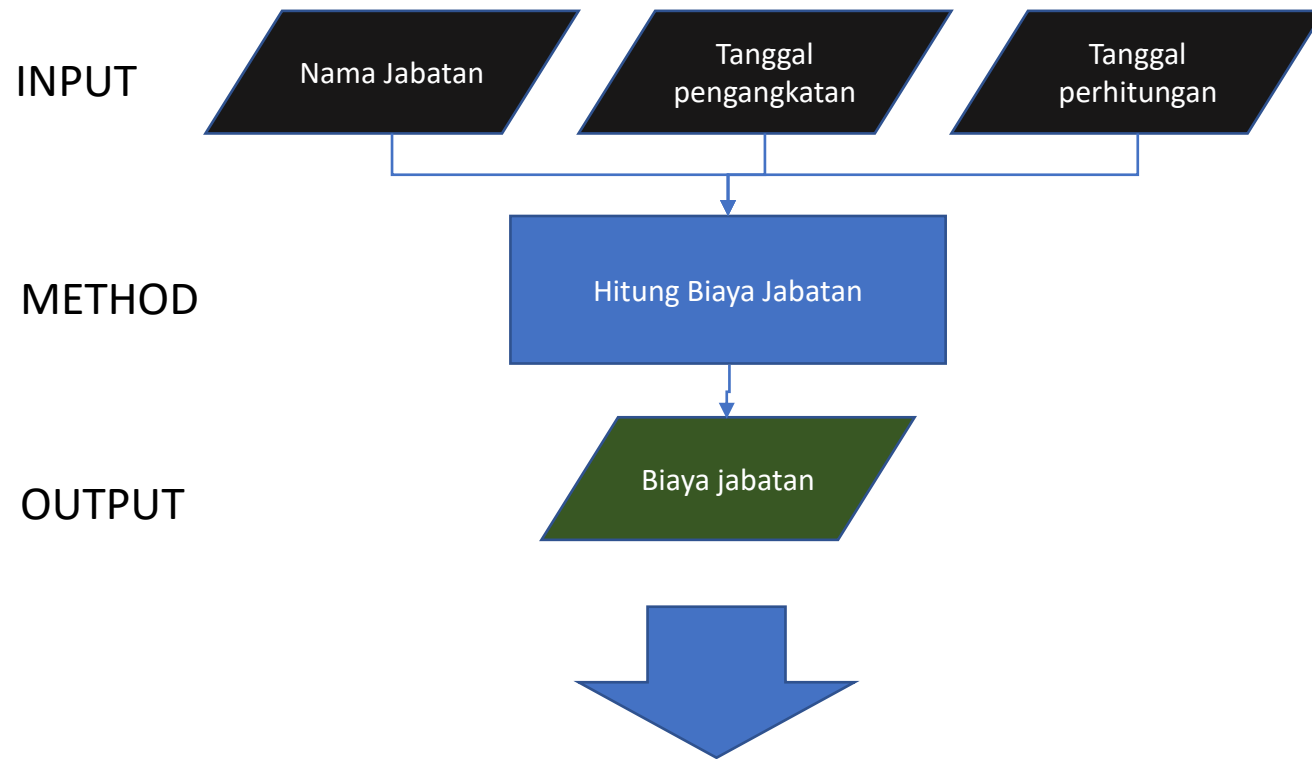 INPUT
Nama Jabatan
Tanggal
pengangkatan
Tanggal
perhitungan
METHOD
Hitung Biaya Jabatan
OUTPUT
Biaya jabatan